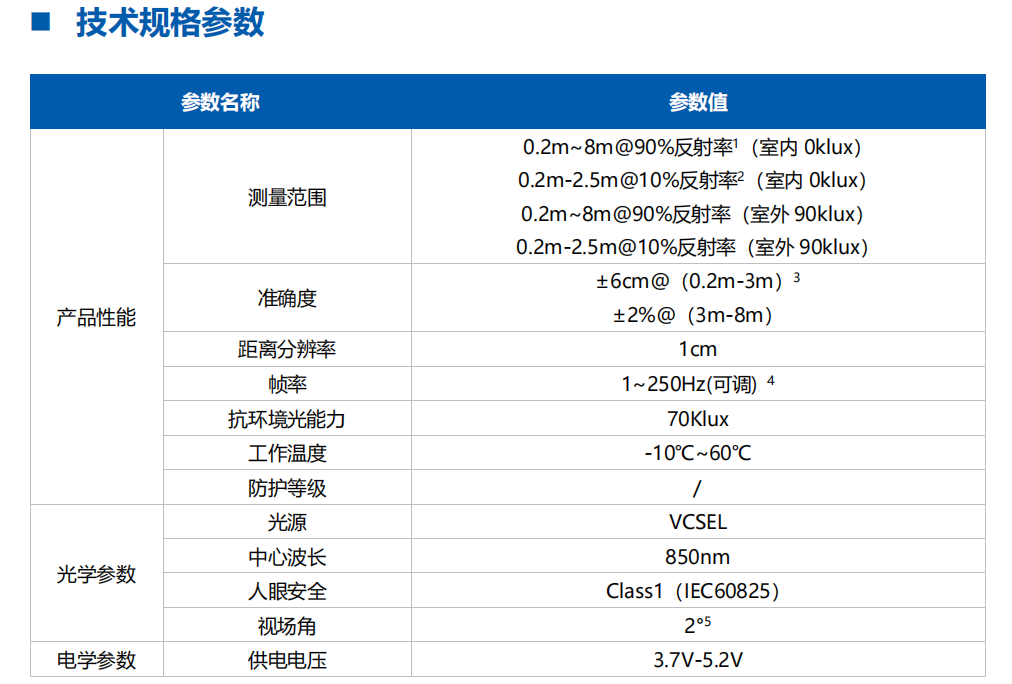 技术规格参数
参数名称 参数值
产品性能
测量范围
0.2m~8m@90%反射率¹（室内 0klux）
0.2m-2.5m@10%反射率²（室内 0klux）
0.2m~8m@90%反射率（室外 90klux）
0.2m-2.5m@10%反射率（室外 90klux）
准确度
±6cm@（0.2m-3m）³
±2%@（3m-8m）
距离分辨率 1cm
帧率 1~250Hz(可调) ⁴
抗环境光能力 70Klux
工作温度 -10℃~60℃
防护等级 /
光学参数
光源 VCSEL
中心波长 850nm
人眼安全 Class1（IEC60825）
视场角 2°⁵
电学参数 供电电压 3.7V-5.2V